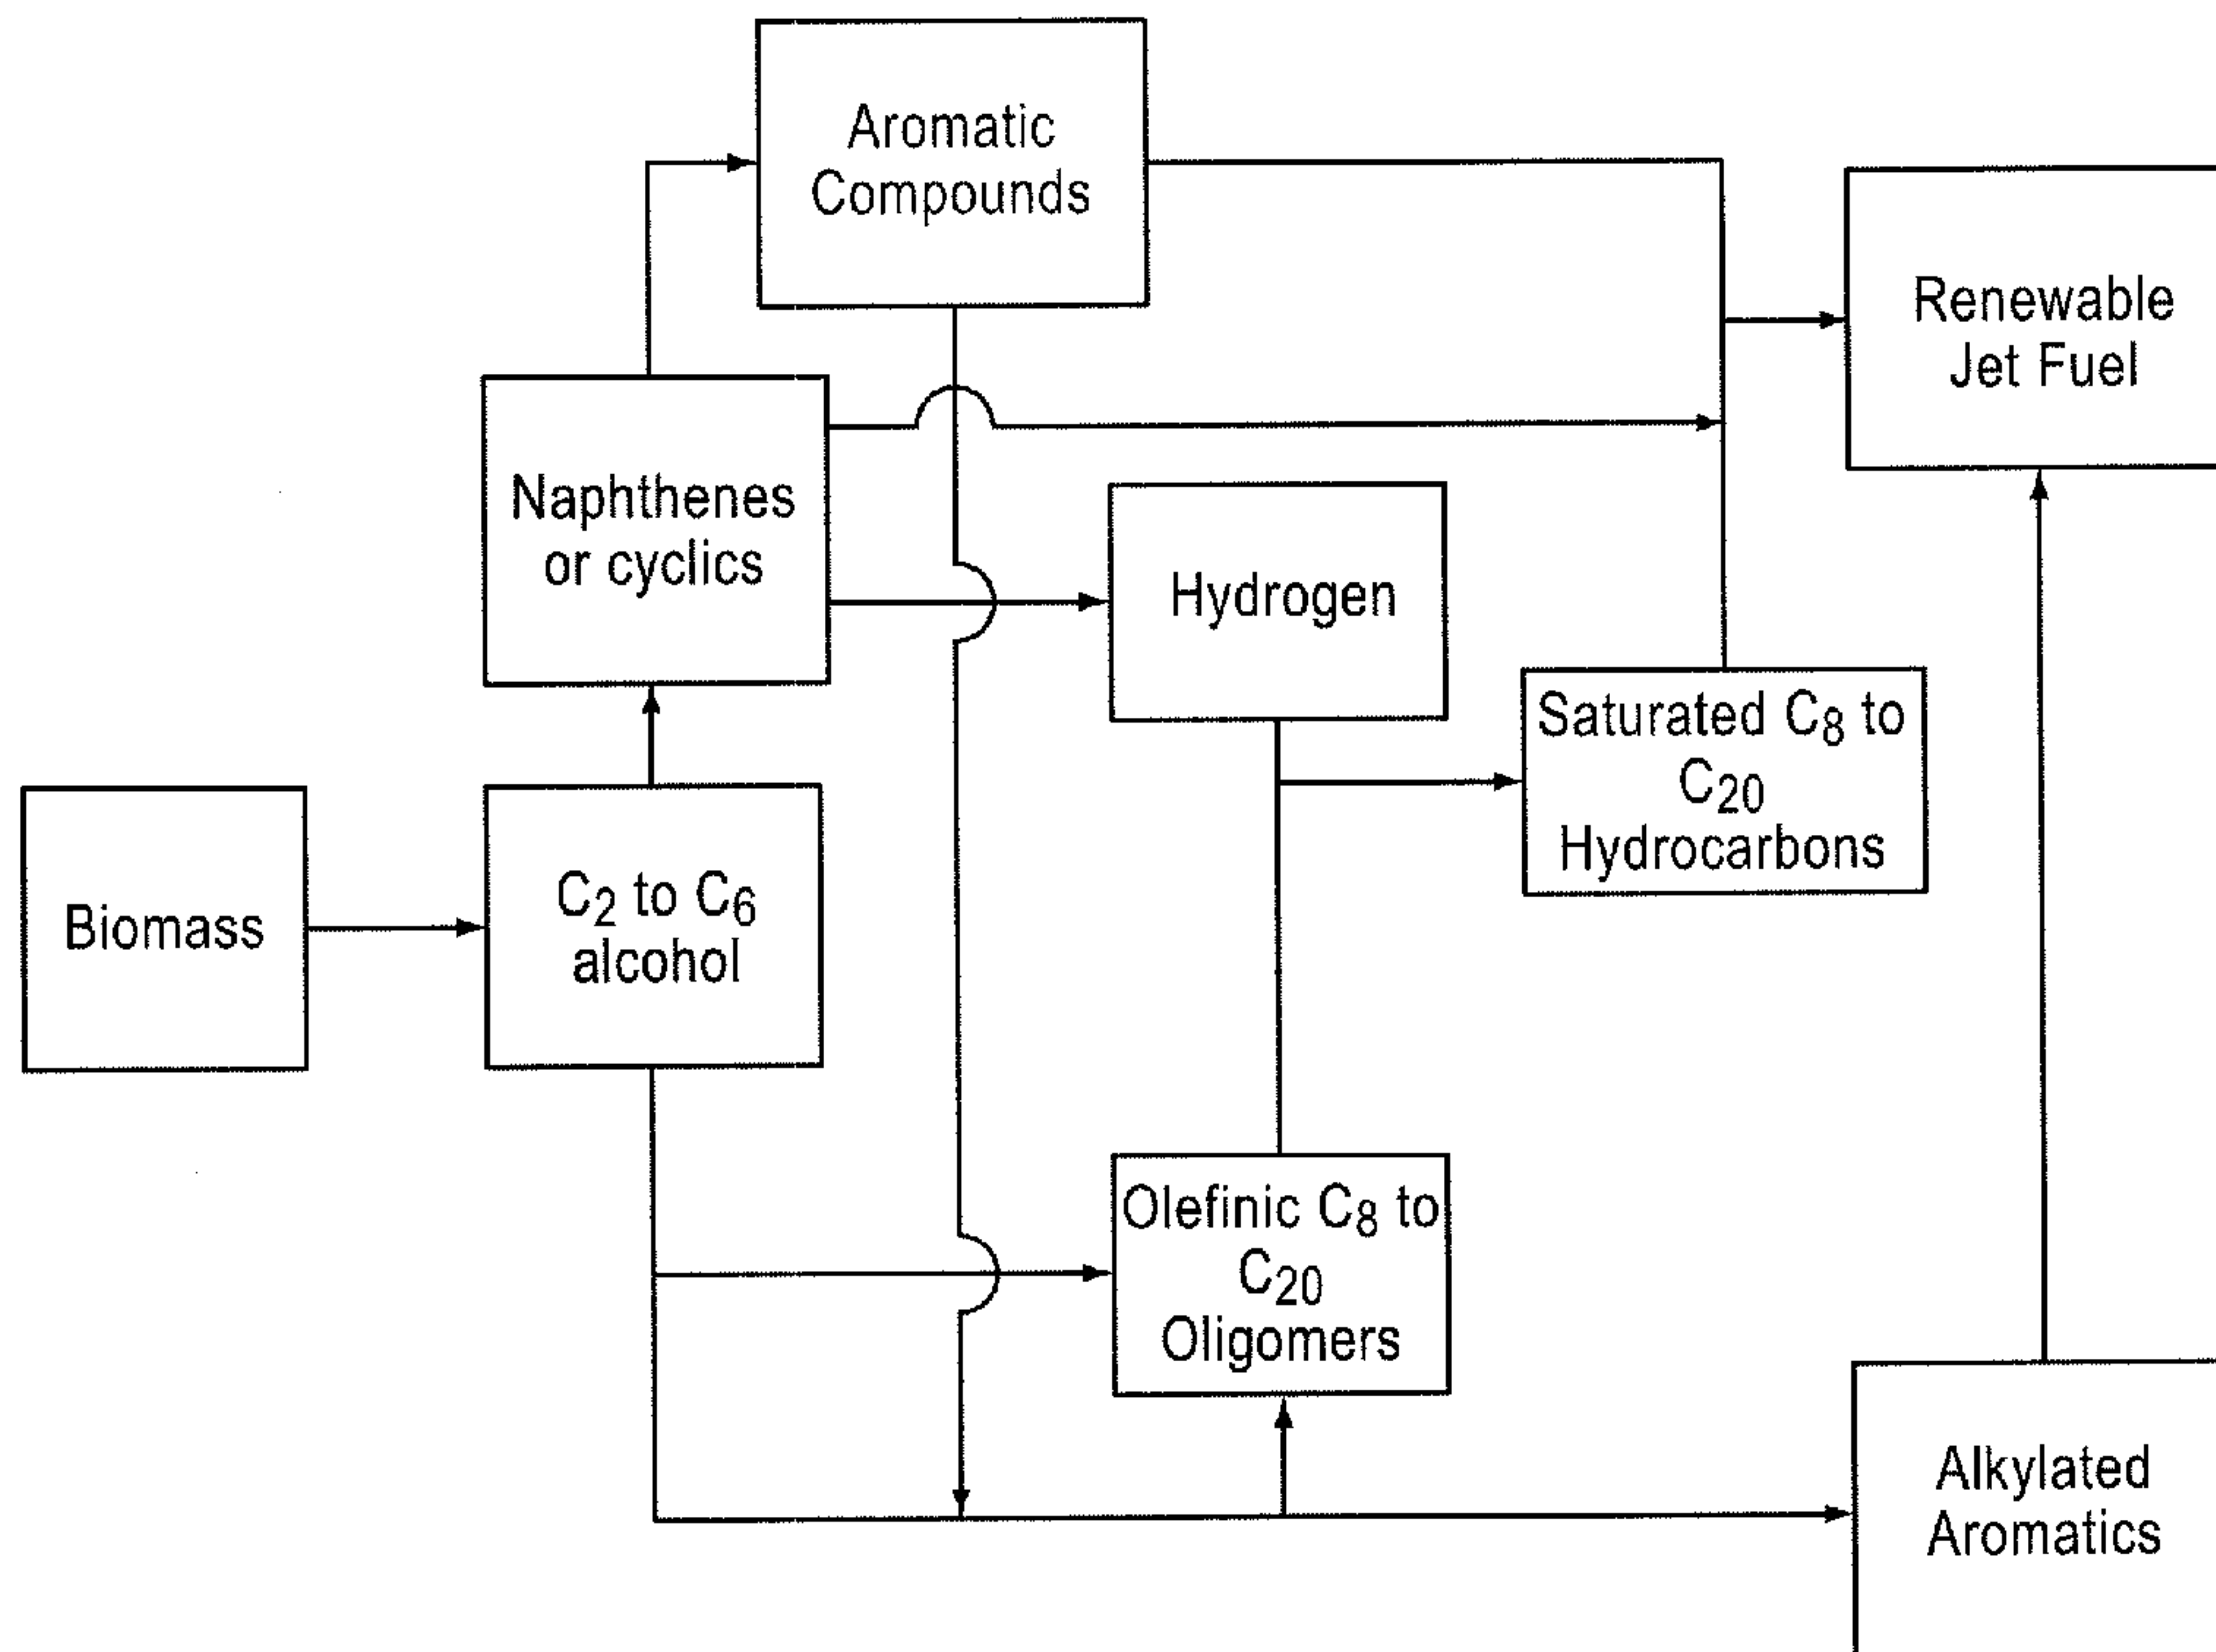 Aromatic
Compounds
Renewable
Jet Fuel
Naphthenes
or cyclics
Hydrogen
Saturated C8 to
C20
Hydrocarbons
Biomass
C2 to C6
alcohol
Olefinic C8 to
C20
Oligomers
Alkylated
Aromatics